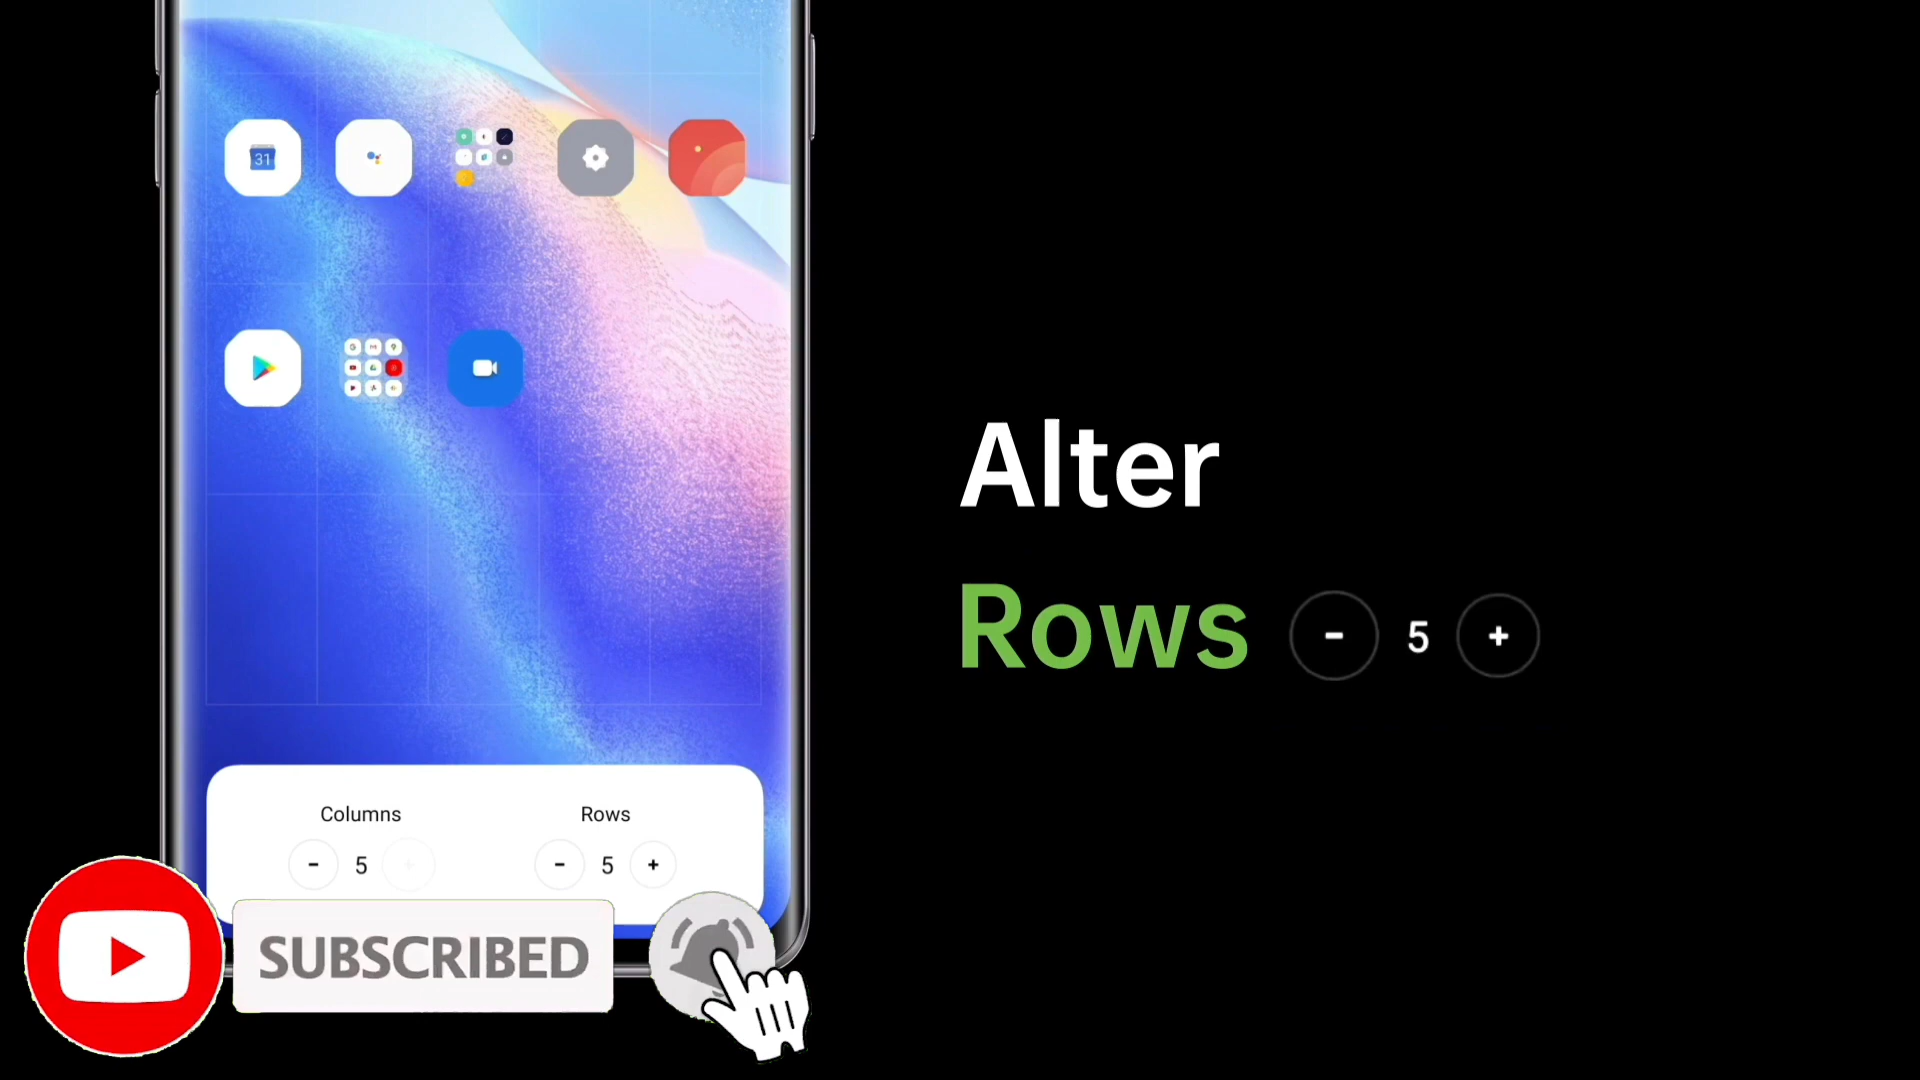 31
Alter
Rows - 5 +
Columns Rows
- 5 + - 5 +
SUBSCRIBED